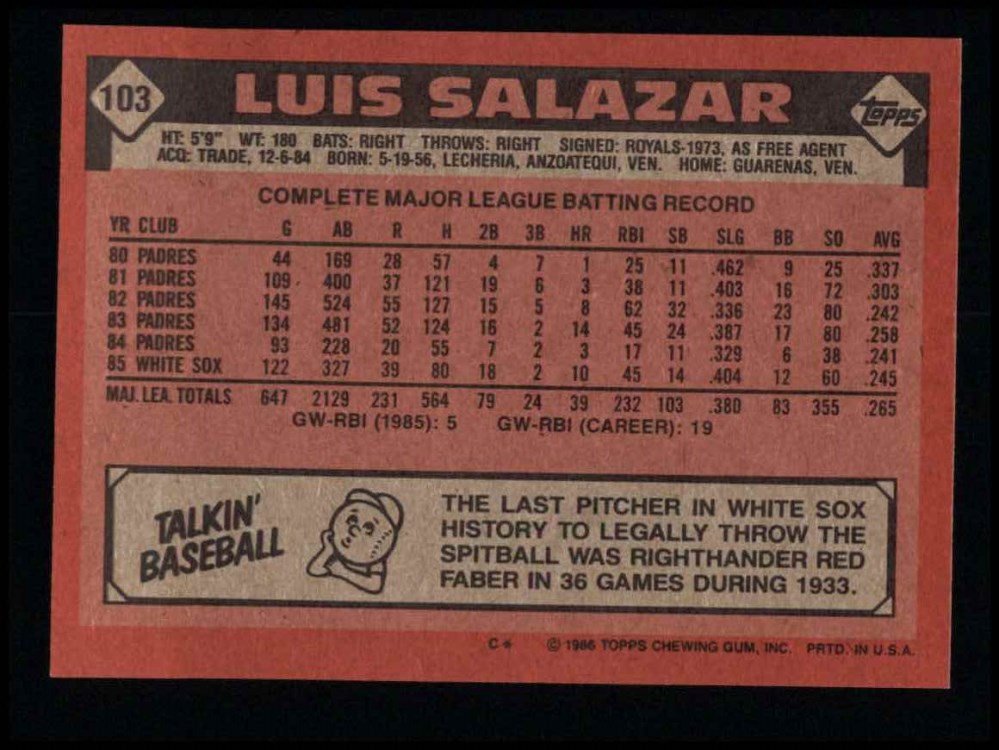 103
LUIS SALAZAR
topps
HT: 5'9" WT: 180 BATS: RIGHT THROWS: RIGHT SIGNED: ROYALS-1973, AS FREE AGENT
ACQ: TRADE, 12-6-84 BORN: 5-19-56, LECHERIA, ANZOATEQUI, VEN. HOME: GUARENAS, VEN.
COMPLETE MAJOR LEAGUE BATTING RECORD
YR CLUB G AB R H 2B 3B HR RBI SB SLG BB SO AVG
80 PADRES 44 169 28 57 4 7 1 25 11 .462 9 25 .337
81 PADRES 109 400 37 121 19 6 3 38 11 .403 16 72 .303
82 PADRES 145 524 55 127 15 5 8 62 32 .336 23 80 .242
83 PADRES 134 481 52 124 16 2 14 45 24 .387 17 80 .258
84 PADRES 93 228 20 55 7 2 3 17 11 .329 6 38 .241
85 WHITE SOX 122 327 39 80 18 2 10 45 14 .404 12 60 .245
MAJ. LEA. TOTALS 647 2129 231 564 79 24 39 232 103 .380 83 355 .265
GW-RBI (1985): 5 GW-RBI (CAREER): 19
TALKIN'
BASEBALL
THE LAST PITCHER IN WHITE SOX
HISTORY TO LEGALLY THROW THE
SPITBALL WAS RIGHTHANDER RED
FABER IN 36 GAMES DURING 1933.
C* © 1986 TOPPS CHEWING GUM, INC. PRTD. IN U.S.A.